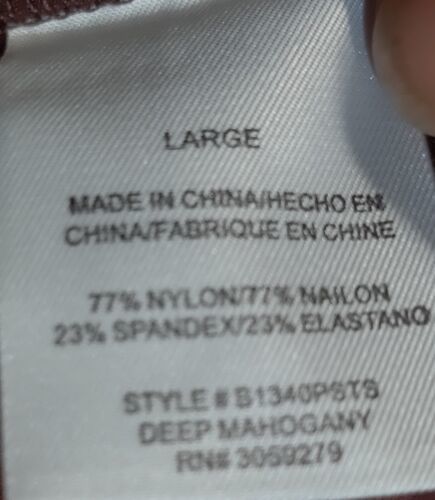 LARGE
MADE IN CHINA/HECHO EN
CHINA/FABRIQUE EN CHINE
77% NYLON/77% NAILON
23% SPANDEX/23% ELASTANO
STYLE # B1340PSTS
DEEP MAHOGANY
RN# 3059279